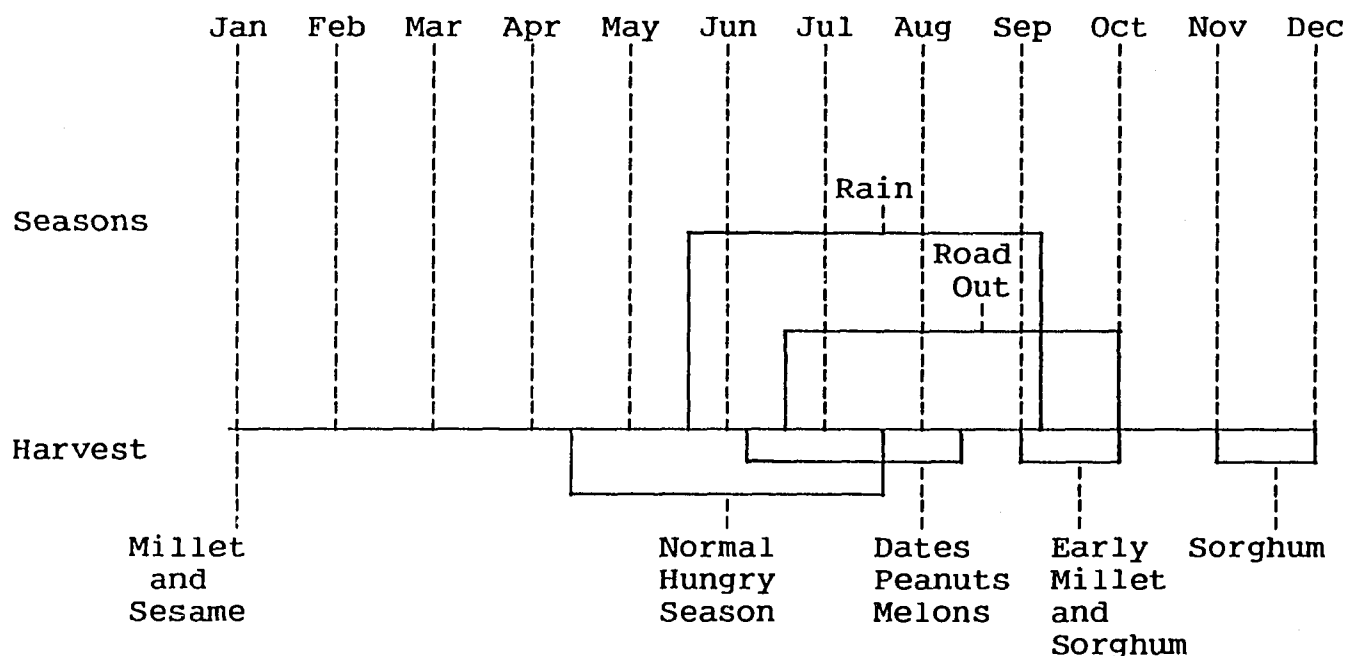 Jan Feb Mar Apr May Jun Jul Aug Sep Oct Nov Dec
Rain
Seasons
Road
Out
Harvest
Millet
and
Sesame
Normal
Hungry
Season
Dates
Peanuts
Melons
Early
Millet
and
Sorghum
Sorghum